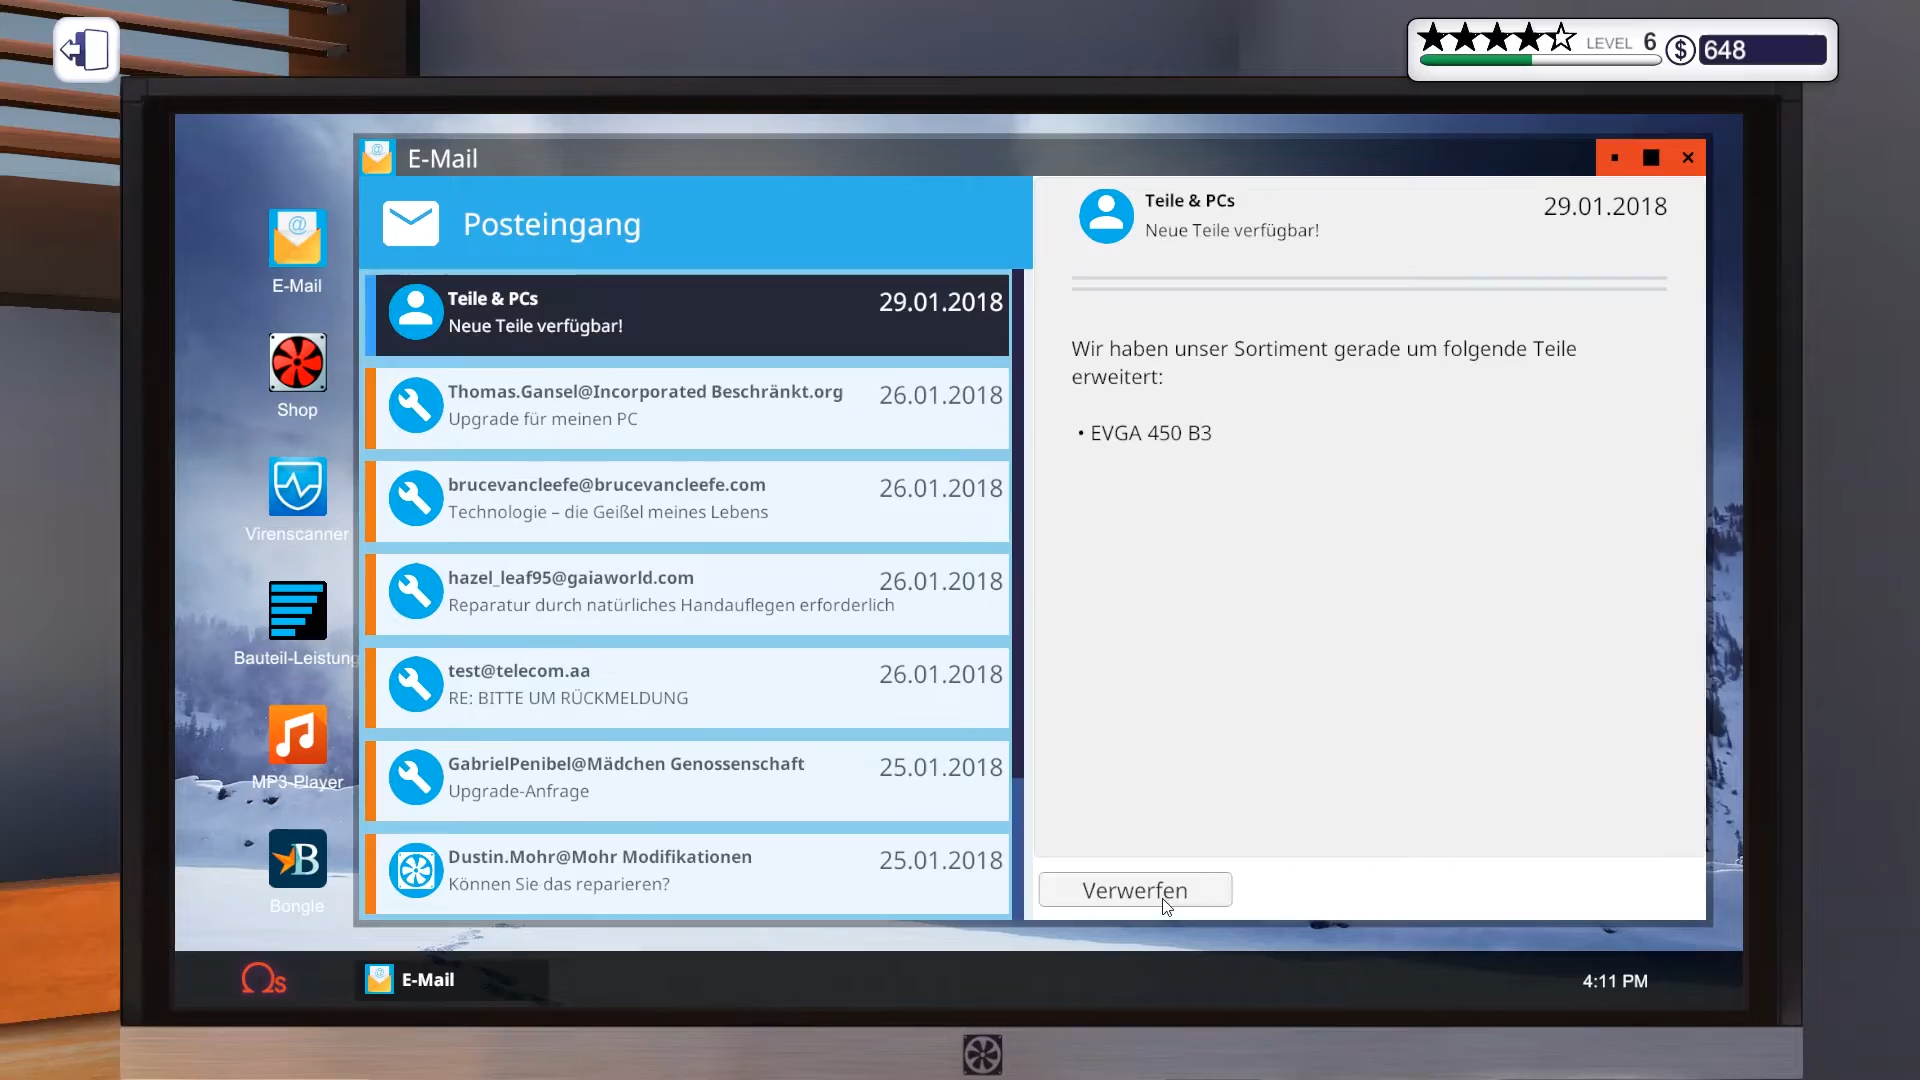 LEVEL 6
$ 648
E-Mail
Posteingang
Teile & PCs
29.01.2018
Neue Teile verfügbar!
Thomas.Gansel@Incorporated Beschränkt.org
26.01.2018
Upgrade für meinen PC
brucevancleefe@brucevancleefe.com
26.01.2018
Technologie – die Geißel meines Lebens
hazel_leaf95@gaiaworld.com
26.01.2018
Reparatur durch natürliches Handauflegen erforderlich
test@telecom.aa
26.01.2018
RE: BITTE UM RÜCKMELDUNG
GabrielPenibel@Mädchen Genossenschaft
25.01.2018
Upgrade-Anfrage
Dustin.Mohr@Mohr Modifikationen
25.01.2018
Können Sie das reparieren?
Teile & PCs
29.01.2018
Neue Teile verfügbar!
Wir haben unser Sortiment gerade um folgende Teile
erweitert:
• EVGA 450 B3
Verwerfen
E-Mail
Shop
Virenscanner
Bauteil-Leistung
MP3-Player
B
Bongle
Ωs
E-Mail
4:11 PM